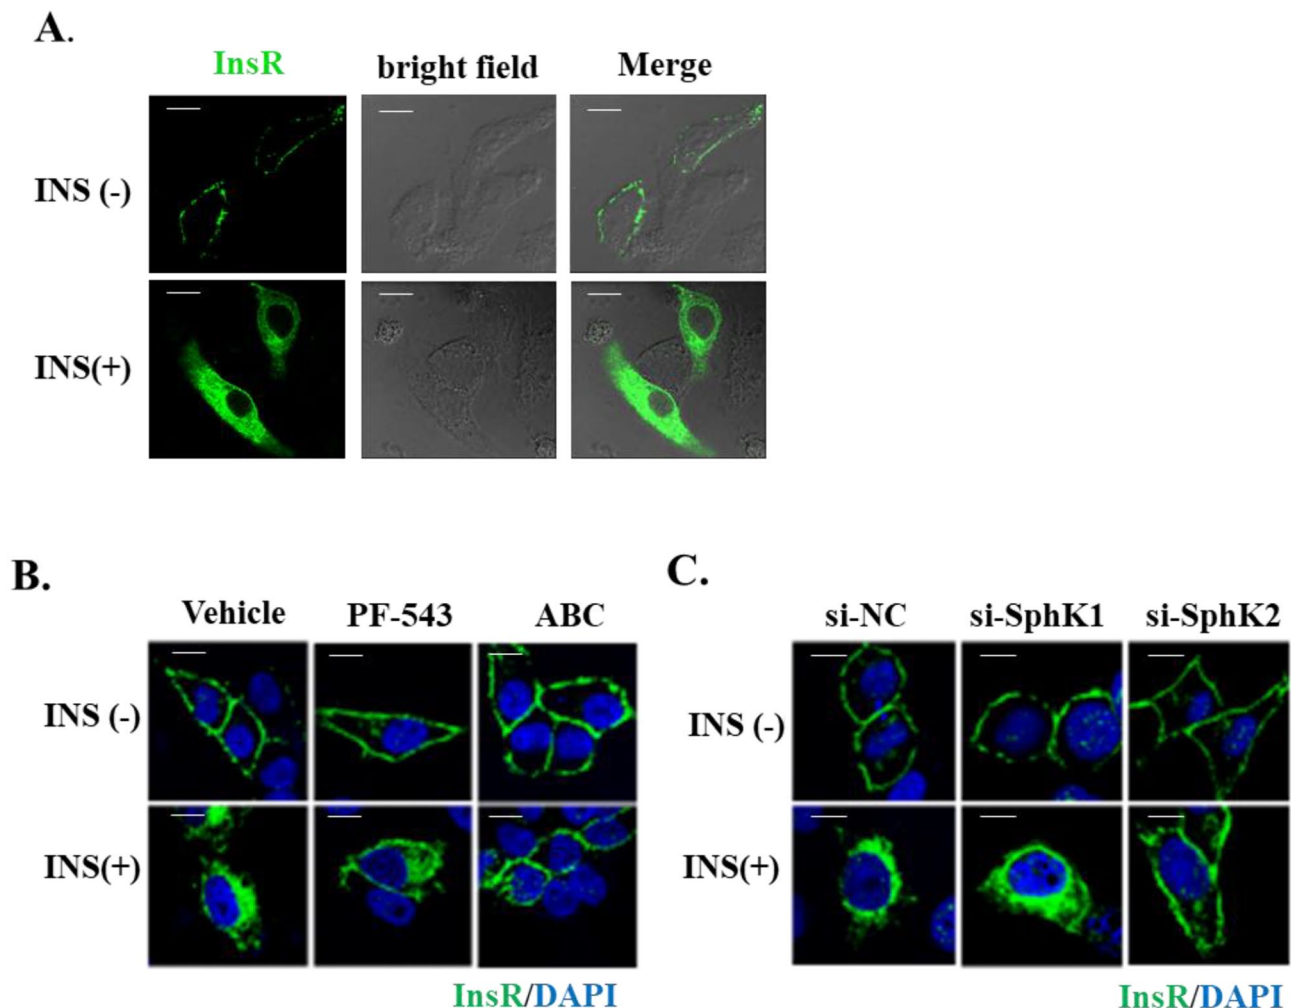 A.
InsR bright field Merge
INS (-)
INS(+)
B.
Vehicle PF-543 ABC
INS (-)
INS(+)
InsR/DAPI
C.
si-NC si-SphK1 si-SphK2
INS (-)
INS(+)
InsR/DAPI